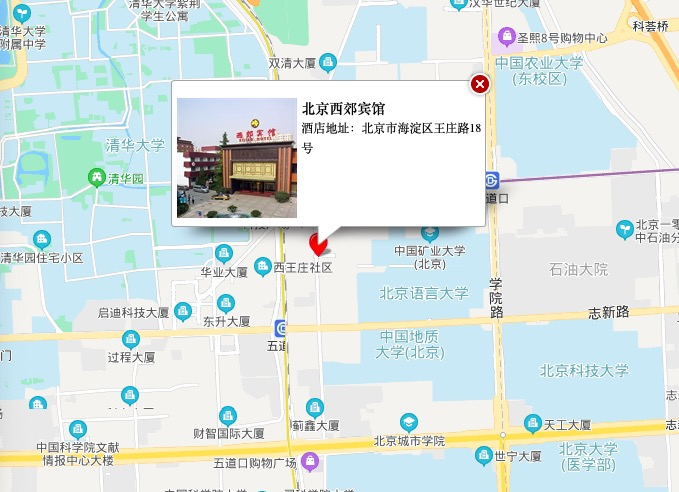 清华大学紫荆
学生公寓
清华大学
附属中学
双清大厦
汉华世纪大厦
圣熙8号购物中心
科荟桥
中国农业大学
(东校区)
清华大学
清华园
北京西郊宾馆
酒店地址：北京市海淀区王庄路18
号
西郊宾馆
XIJIAO HOTEL
道口
技大厦
清华园住宅小区
华业大厦
西王庄社区
中国矿业大学
(北京)
北京一零
中石油分
石油大院
北京语言大学
学院路
志新路
启迪科技大厦
东升大厦
五道
中国地质
大学(北京)
门
过程大厦
北京科技大学
场
财智国际大厦
蓟鑫大厦
北京城市学院
天工大厦
志
中国科学院文献
情报中心大楼
五道口购物广场
世宁大厦
北京大学
(医学部)